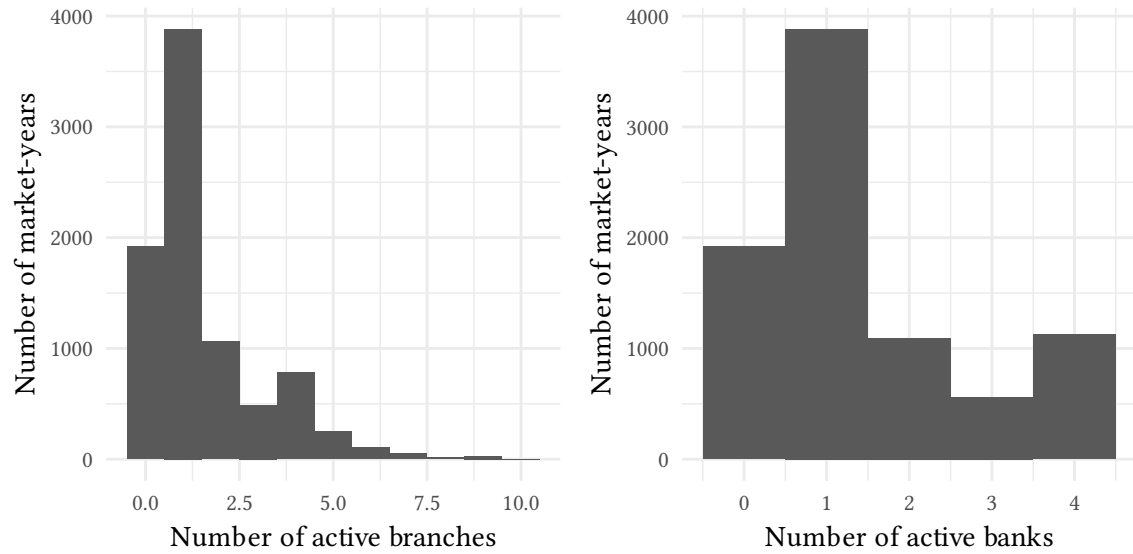 Number of market-years
4000
3000
2000
1000
0
0.0 2.5 5.0 7.5 10.0
Number of active branches
Number of market-years
4000
3000
2000
1000
0
0 1 2 3 4
Number of active banks